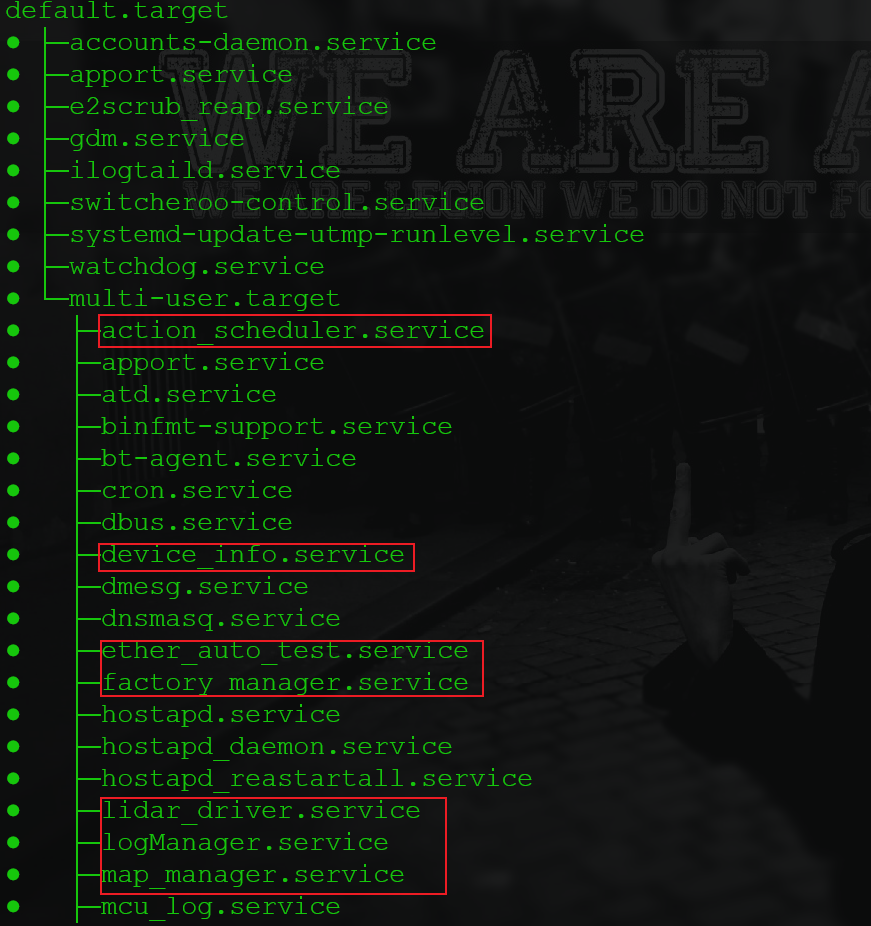 default.target
● ├─accounts-daemon.service
● ├─apport.service
● ├─e2scrub_reap.service
● ├─gdm.service
● ├─ilogtaild.service
● ├─switcheroo-control.service
● ├─systemd-update-utmp-runlevel.service
● ├─watchdog.service
● └─multi-user.target
●   ├─action_scheduler.service
●   ├─apport.service
●   ├─atd.service
●   ├─binfmt-support.service
●   ├─bt-agent.service
●   ├─cron.service
●   ├─dbus.service
●   ├─device_info.service
●   ├─dmesg.service
●   ├─dnsmasq.service
●   ├─ether_auto_test.service
●   ├─factory_manager.service
●   ├─hostapd.service
●   ├─hostapd_daemon.service
●   ├─hostapd_reastartall.service
●   ├─lidar_driver.service
●   ├─logManager.service
●   ├─map_manager.service
●   ├─mcu_log.service
WE ARE
WE ARE LEGION WE DO NOT